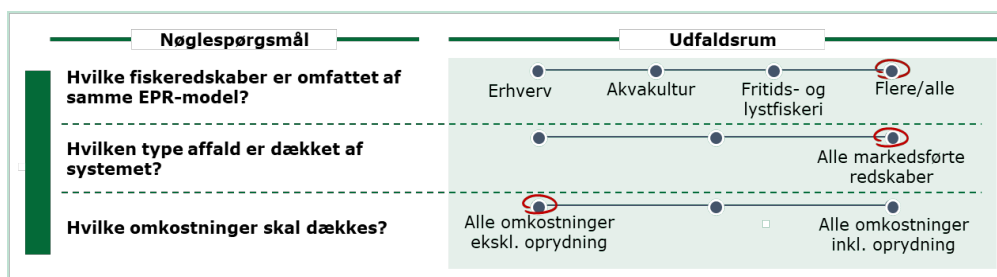 Nøglespørgsmål
Udfaldsrum
Hvilke fiskeredskaber er omfattet af
samme EPR-model?
Erhverv
Akvakultur
Fritids- og
lystfiskeri
Flere/alle
Hvilken type affald er dækket af
systemet?
Alle markedsførte
redskaber
Hvilke omkostninger skal dækkes?
Alle omkostninger
ekskl. oprydning
Alle omkostninger
inkl. oprydning